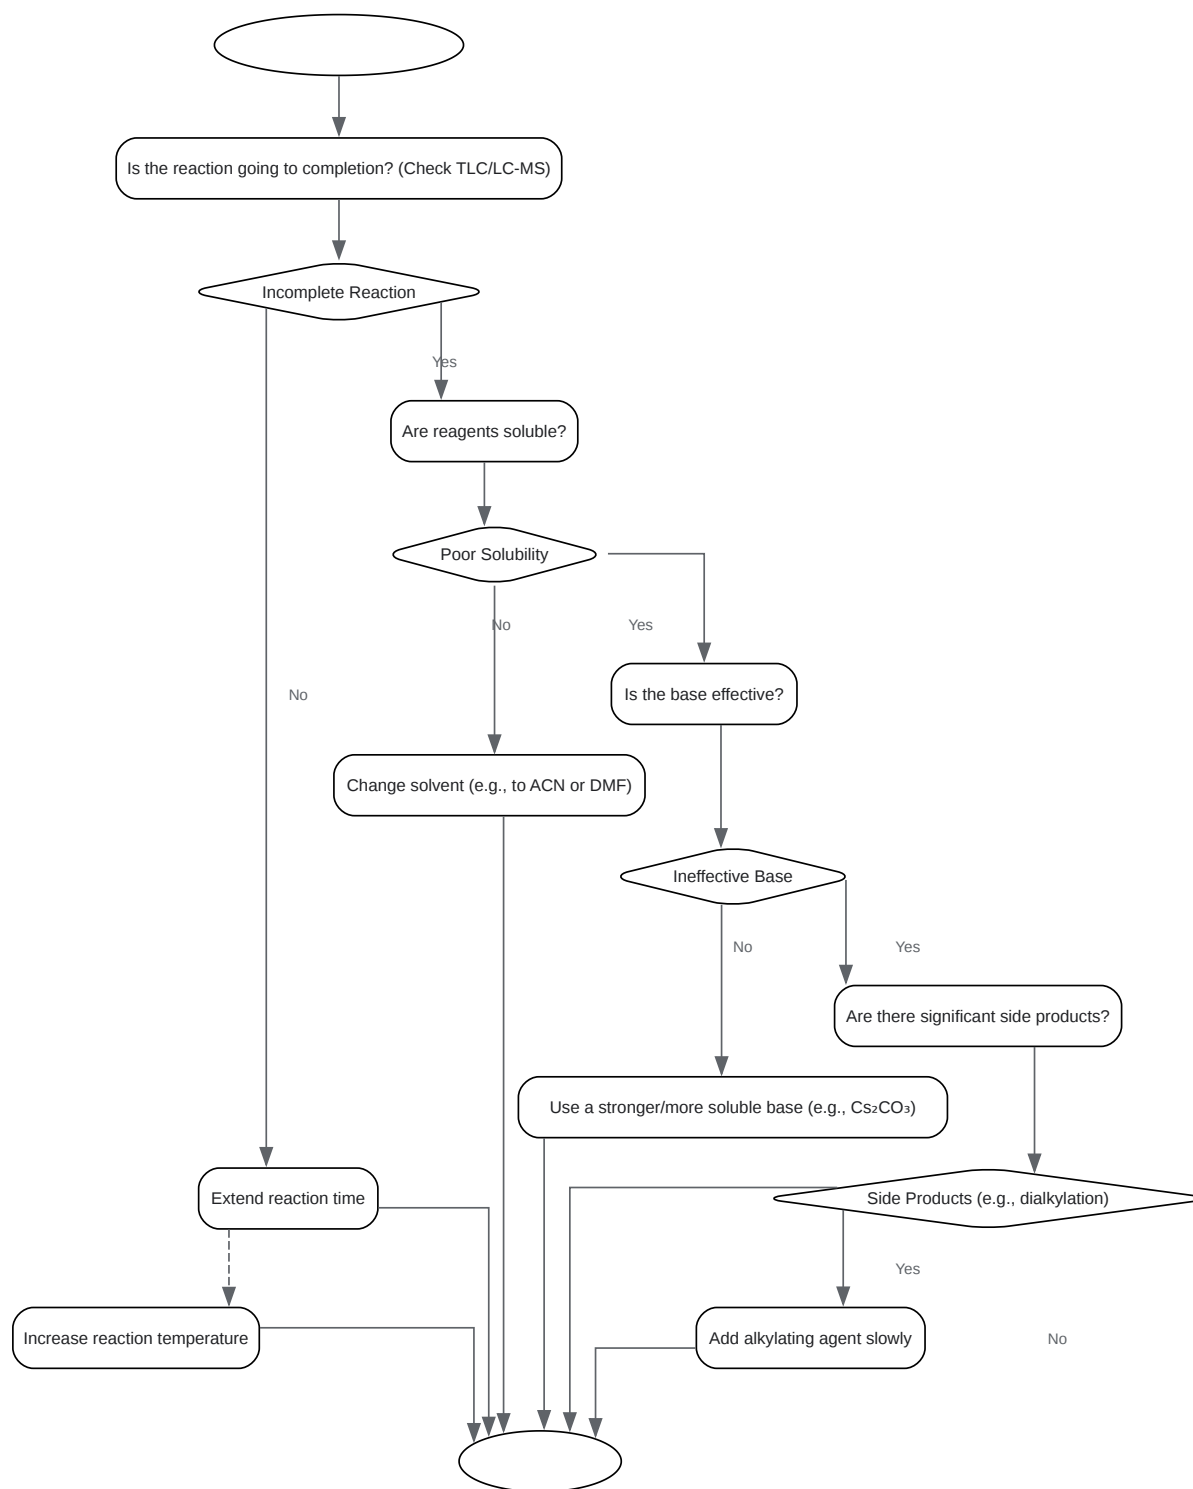 Is the reaction going to completion? (Check TLC/LC-MS)
Incomplete Reaction
Yes
Are reagents soluble?
Poor Solubility
No
Yes
No
Is the base effective?
Change solvent (e.g., to ACN or DMF)
Ineffective Base
No
Yes
Are there significant side products?
Use a stronger/more soluble base (e.g., Cs₂CO₃)
Extend reaction time
Side Products (e.g., dialkylation)
Yes
Increase reaction temperature
Add alkylating agent slowly
No